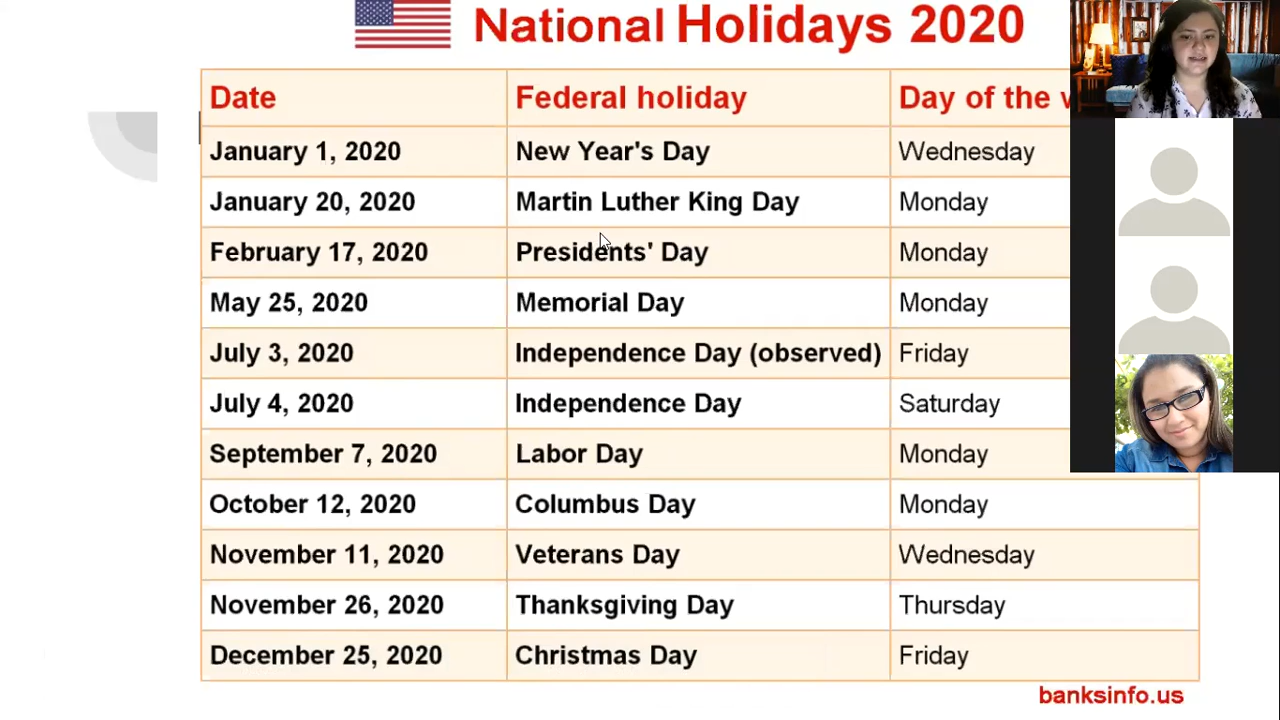 National Holidays 2020
Date Federal holiday Day of the
January 1, 2020 New Year's Day Wednesday
January 20, 2020 Martin Luther King Day Monday
February 17, 2020 Presidents' Day Monday
May 25, 2020 Memorial Day Monday
July 3, 2020 Independence Day (observed) Friday
July 4, 2020 Independence Day Saturday
September 7, 2020 Labor Day Monday
October 12, 2020 Columbus Day Monday
November 11, 2020 Veterans Day Wednesday
November 26, 2020 Thanksgiving Day Thursday
December 25, 2020 Christmas Day Friday
banksinfo.us